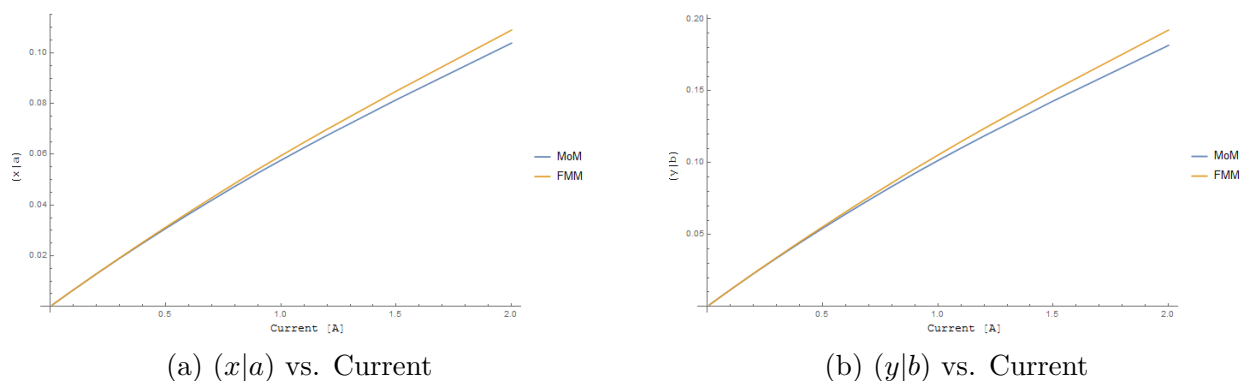 0.10
0.08
0.06
0.04
0.02
(x|a)
0.5
1.0
1.5
2.0
Current [A]
MoM
FMM
(a) (x|a) vs. Current
0.20
0.15
0.10
0.05
(y|b)
0.5
1.0
1.5
2.0
Current [A]
MoM
FMM
(b) (y|b) vs. Current